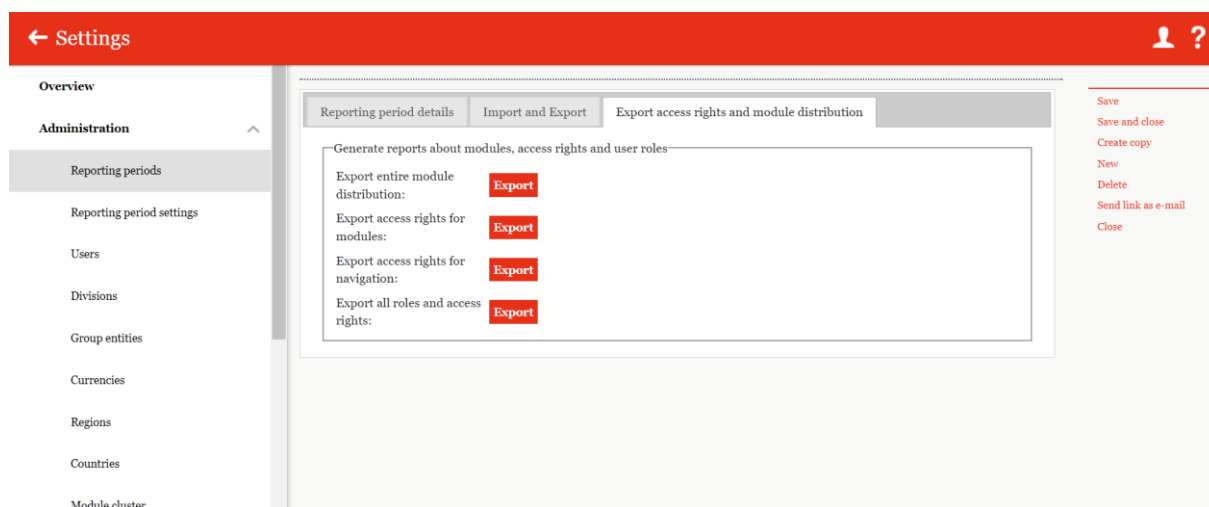 ← Settings
?
Overview
Administration
Reporting periods
Reporting period settings
Users
Divisions
Group entities
Currencies
Regions
Countries
Module cluster
Reporting period details
Import and Export
Export access rights and module distribution
Generate reports about modules, access rights and user roles
Export entire module
distribution:
Export
Export access rights for
modules:
Export
Export access rights for
navigation:
Export
Export all roles and access
rights:
Export
Save
Save and close
Create copy
New
Delete
Send link as e-mail
Close